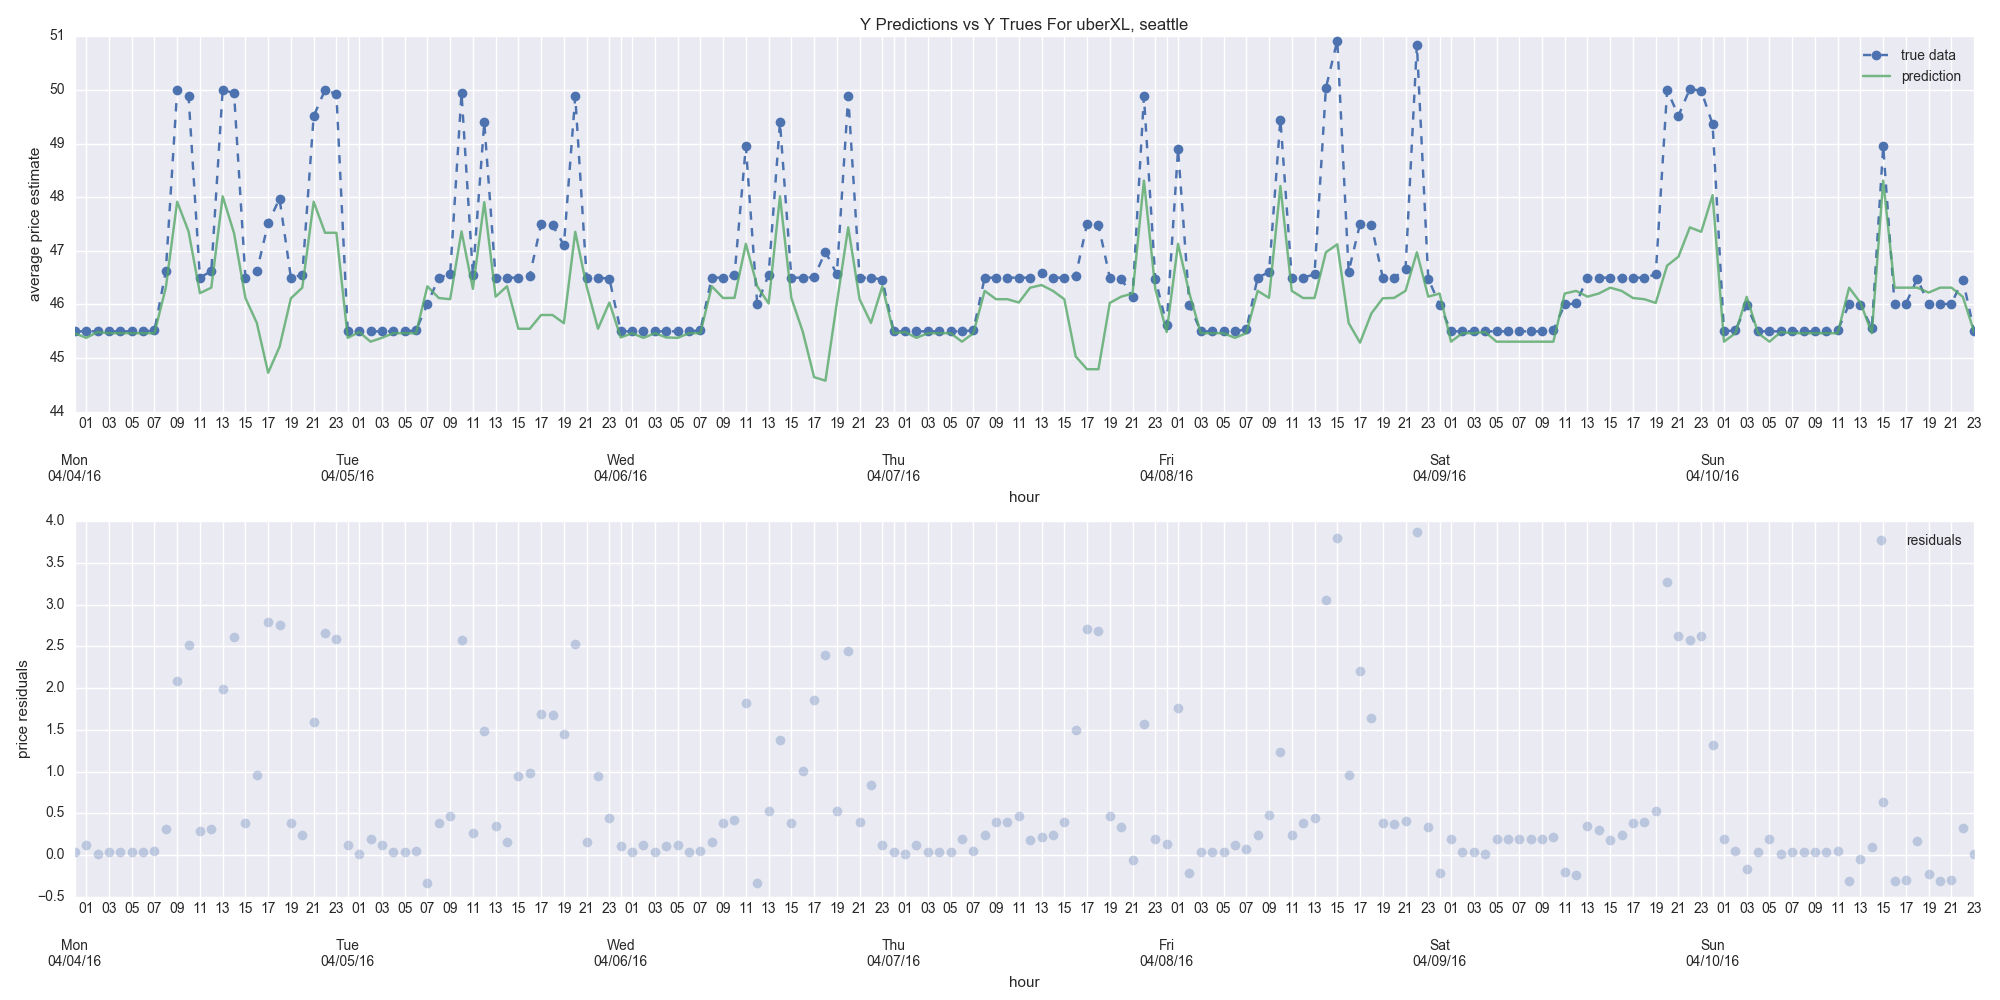 Y Predictions vs Y Trues For uberXL, seattle
51
50
49
48
47
46
45
44
average price estimate
true data
prediction
01 03 05 07 09 11 13 15 17 19 21 23 01 03 05 07 09 11 13 15 17 19 21 23 01 03 05 07 09 11 13 15 17 19 21 23 01 03 05 07 09 11 13 15 17 19 21 23 01 03 05 07 09 11 13 15 17 19 21 23 01 03 05 07 09 11 13 15 17 19 21 23 01 03 05 07 09 11 13 15 17 19 21 23
Mon Tue Wed Thu Fri Sat Sun
04/04/16 04/05/16 04/06/16 04/07/16 04/08/16 04/09/16 04/10/16
hour
4.0
3.5
3.0
2.5
2.0
1.5
1.0
0.5
0.0
−0.5
price residuals
residuals
01 03 05 07 09 11 13 15 17 19 21 23 01 03 05 07 09 11 13 15 17 19 21 23 01 03 05 07 09 11 13 15 17 19 21 23 01 03 05 07 09 11 13 15 17 19 21 23 01 03 05 07 09 11 13 15 17 19 21 23 01 03 05 07 09 11 13 15 17 19 21 23 01 03 05 07 09 11 13 15 17 19 21 23
Mon Tue Wed Thu Fri Sat Sun
04/04/16 04/05/16 04/06/16 04/07/16 04/08/16 04/09/16 04/10/16
hour